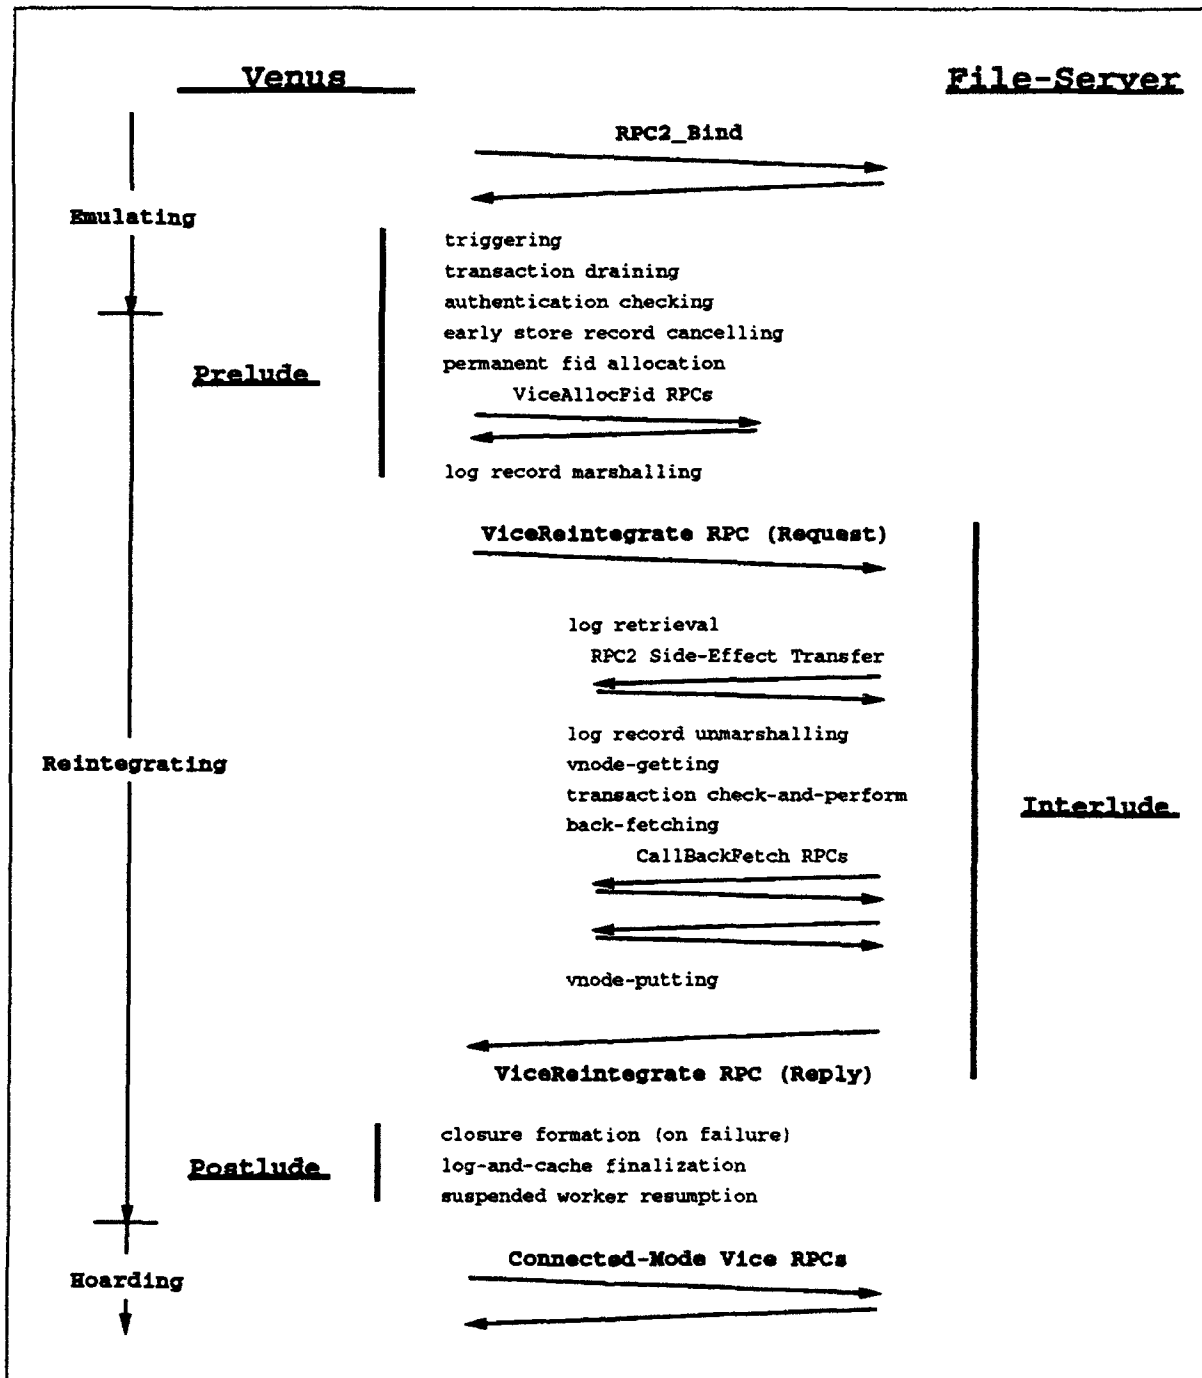 Venus
File-Server
RPC2_Bind
Emulating
triggering
transaction draining
authentication checking
early store record cancelling
permanent fid allocation
Prelude
ViceAllocFid RPCs
log record marshalling
ViceReintegrate RPC (Request)
log retrieval
RPC2 Side-Effect Transfer
log record unmarshalling
Reintegrating
vnode-getting
transaction check-and-perform
Interlude
back-fetching
CallBackFetch RPCs
vnode-putting
ViceReintegrate RPC (Reply)
closure formation (on failure)
Postlude
log-and-cache finalization
suspended worker resumption
Connected-Mode Vice RPCs
Hoarding